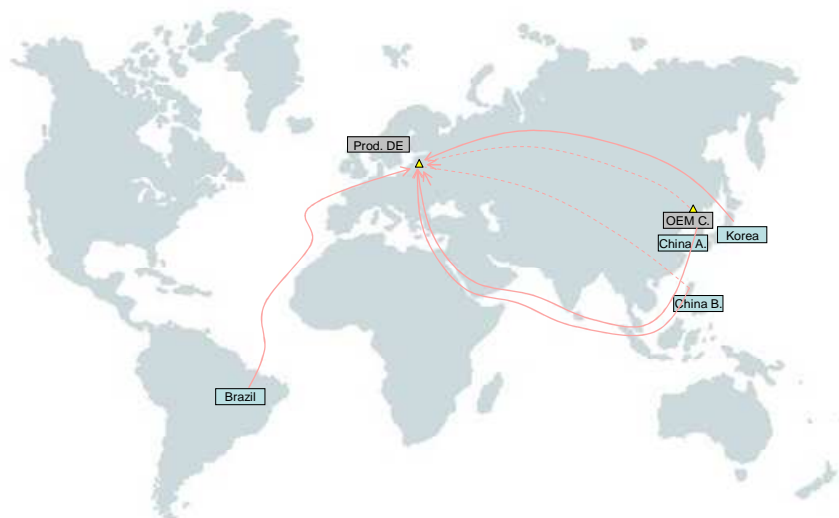 Prod. DE
OEM C.
Korea
China A.
China B.
Brazil